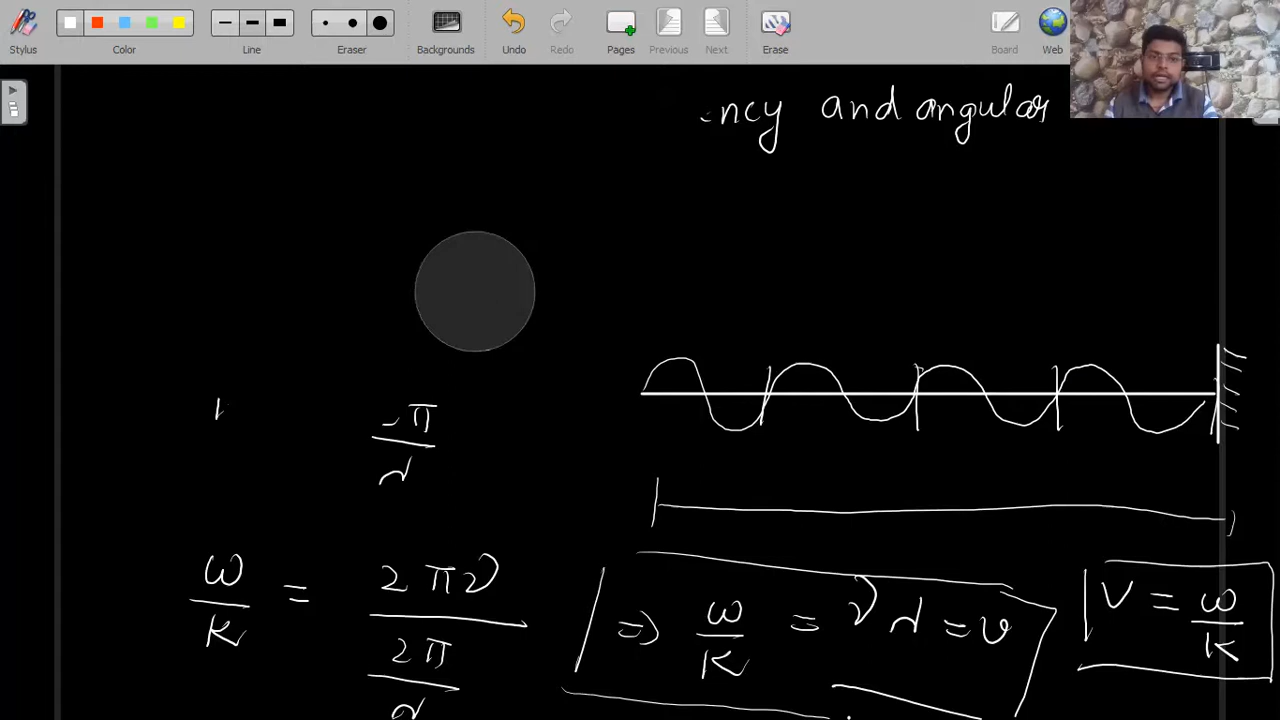 Stylus Color Line Eraser Backgrounds Undo Redo Pages Previous Next Erase Board Web
ency and angular
π
λ
ω/k = 2πν / 2π/λ
⇒ ω/k = νλ = v
V = ω/k